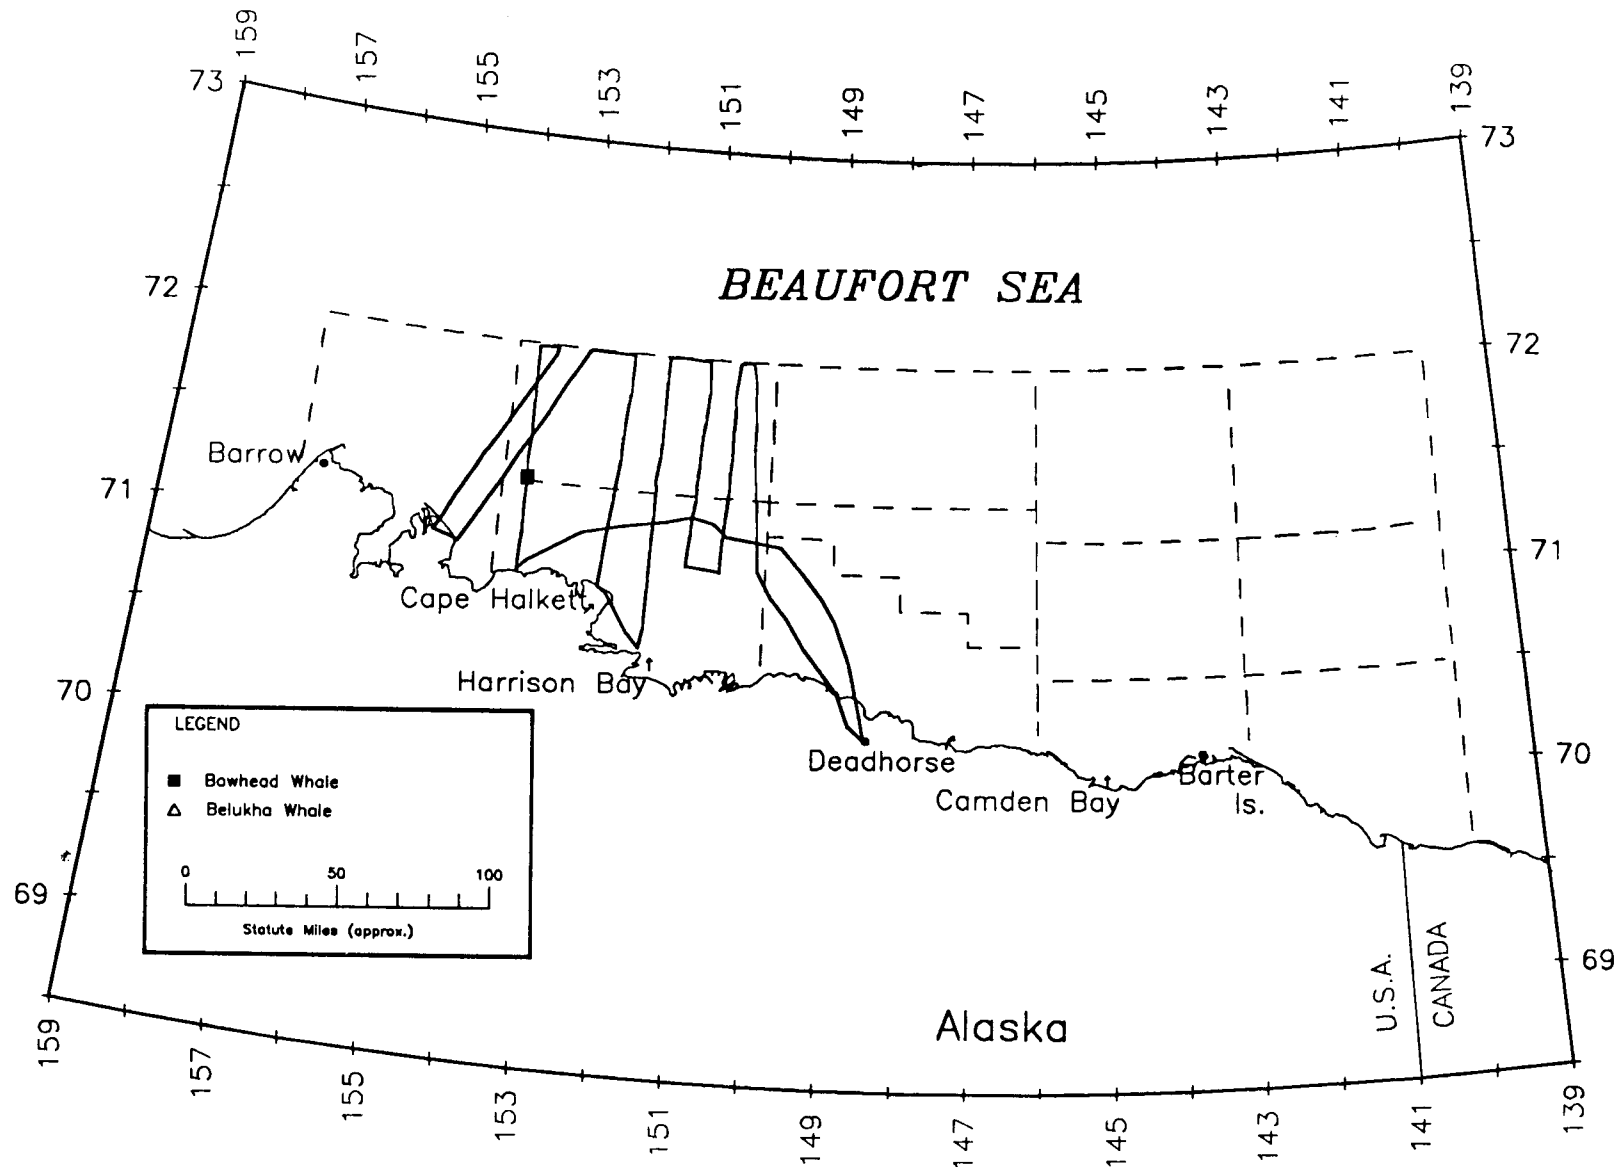 159
157
155
153
151
149
147
145
143
141
139
73
73
BEAUFORT SEA
72
72
Barrow
71
71
Cape Halkett
Harrison Bay
70
70
Deadhorse
Camden Bay
Barter
Is.
LEGEND
Bowhead Whale
Belukha Whale
0 50 100
Statute Miles (approx.)
69
69
U.S.A.
CANADA
Alaska
159
157
155
153
151
149
147
145
143
141
139